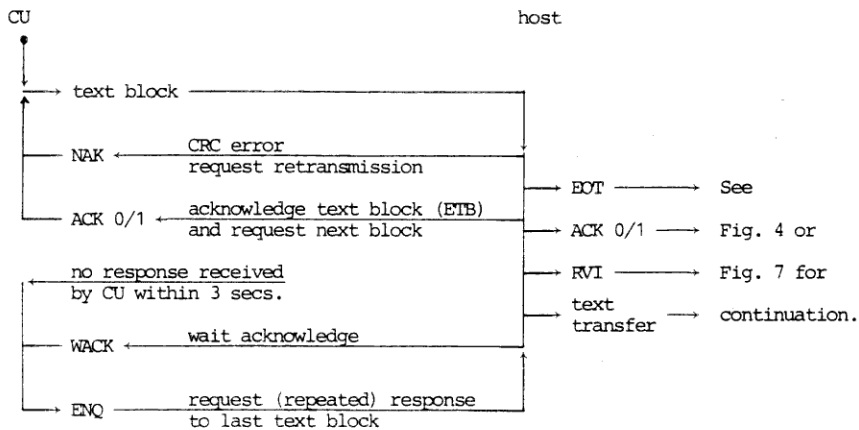 CU host
text block
NAK CRC error
request retransmission
EOT See
ACK 0/1 acknowledge text block (ETB)
and request next block
ACK 0/1 Fig. 4 or
no response received
by CU within 3 secs.
RVI Fig. 7 for
text
transfer continuation.
WACK wait acknowledge
ENQ request (repeated) response
to last text block